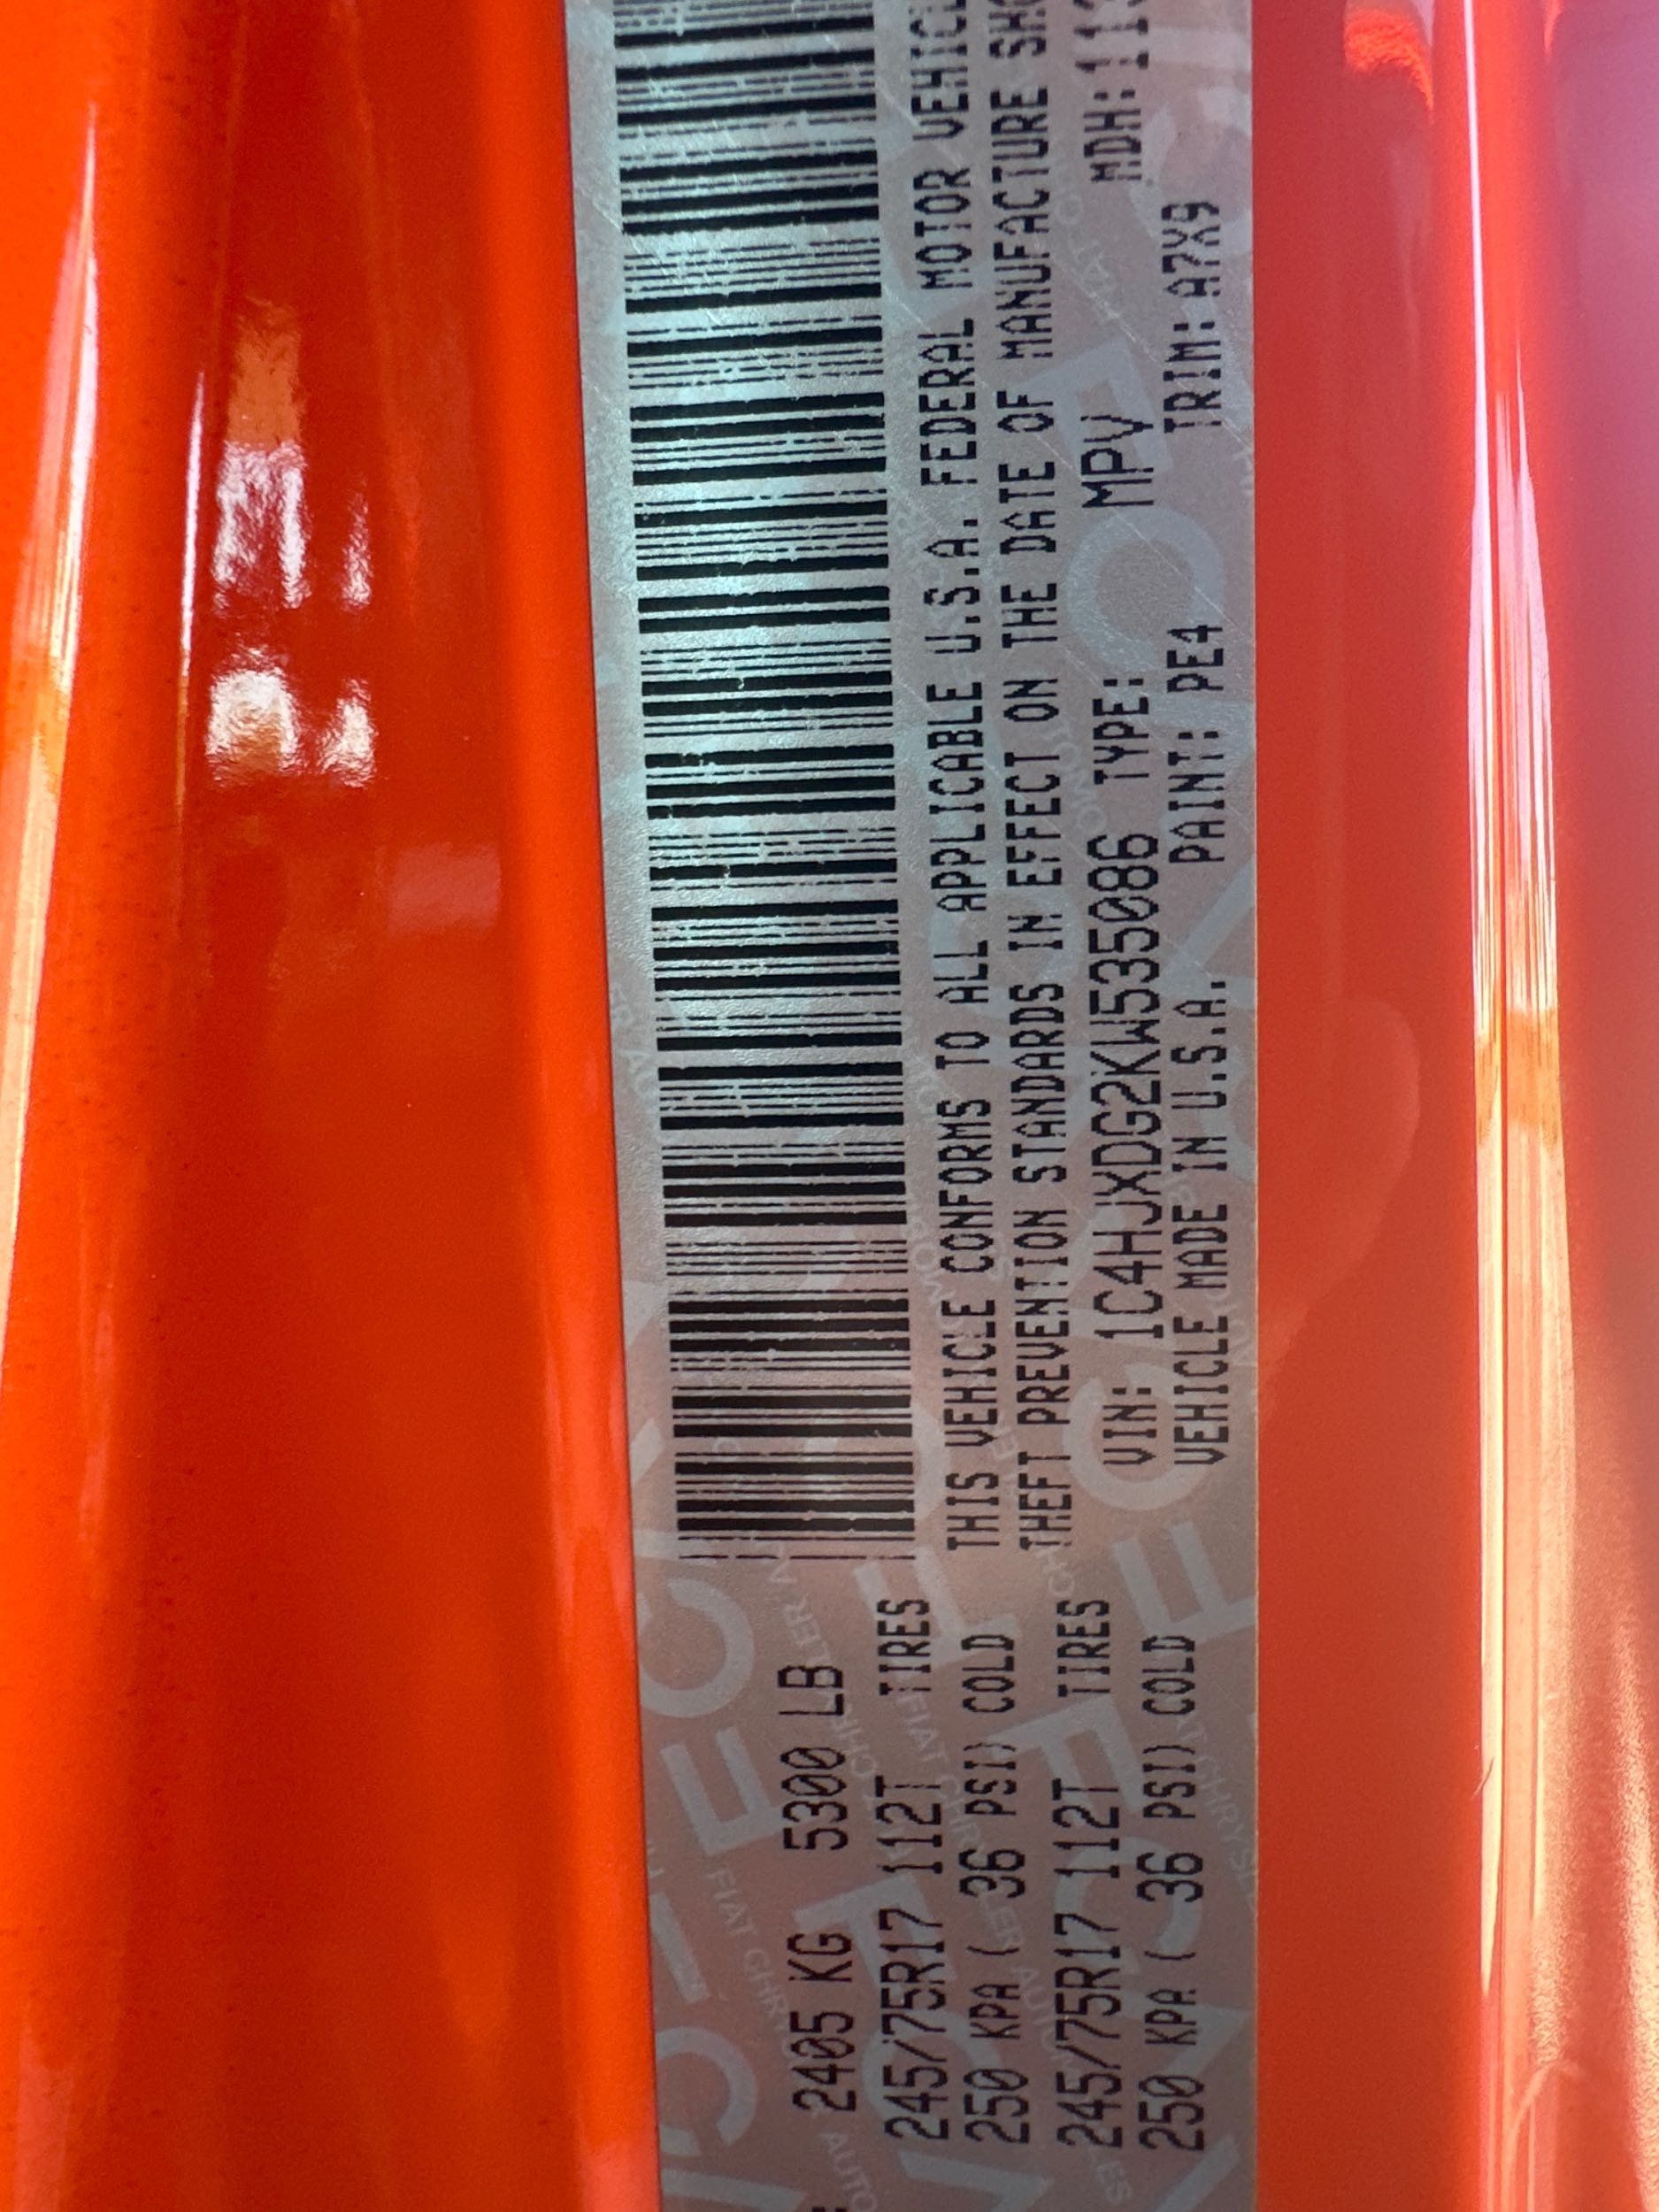 2405 KG 5300 LB
245/75R17 112T TIRES
250 KPA ( 36 PSI) COLD
245/75R17 112T TIRES
250 KPA ( 36 PSI) COLD
THIS VEHICLE CONFORMS TO ALL APPLICABLE U.S.A. FEDERAL MOTOR
THEFT PREVENTION STANDARDS IN EFFECT ON THE DATE OF MANUFACTURE
VIN: 1C4HJXDG2KW535086 TYPE: MPV MDH:
VEHICLE MADE IN U.S.A. PAINT: PE4 TRIM: A7X9